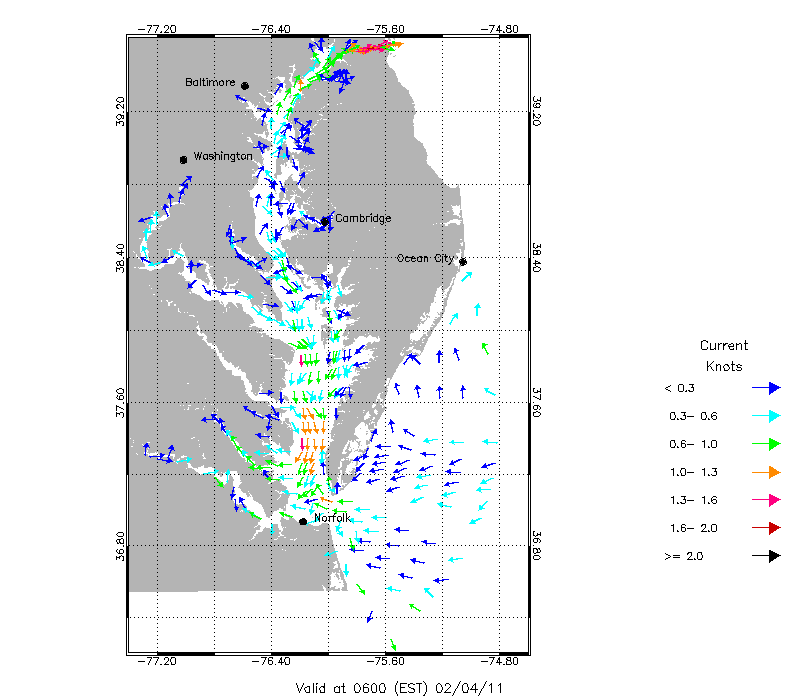 −77.20 −76.40 −75.60 −74.80
Baltimore
39.20 39.20
Washington
Cambridge
Ocean City
38.40 38.40
Current
Knots
< 0.3
0.3− 0.6
37.60 37.60
0.6− 1.0
1.0− 1.3
1.3− 1.6
Norfolk
1.6− 2.0
36.80 36.80
>= 2.0
−77.20 −76.40 −75.60 −74.80
Valid at 0600 (EST) 02/04/11